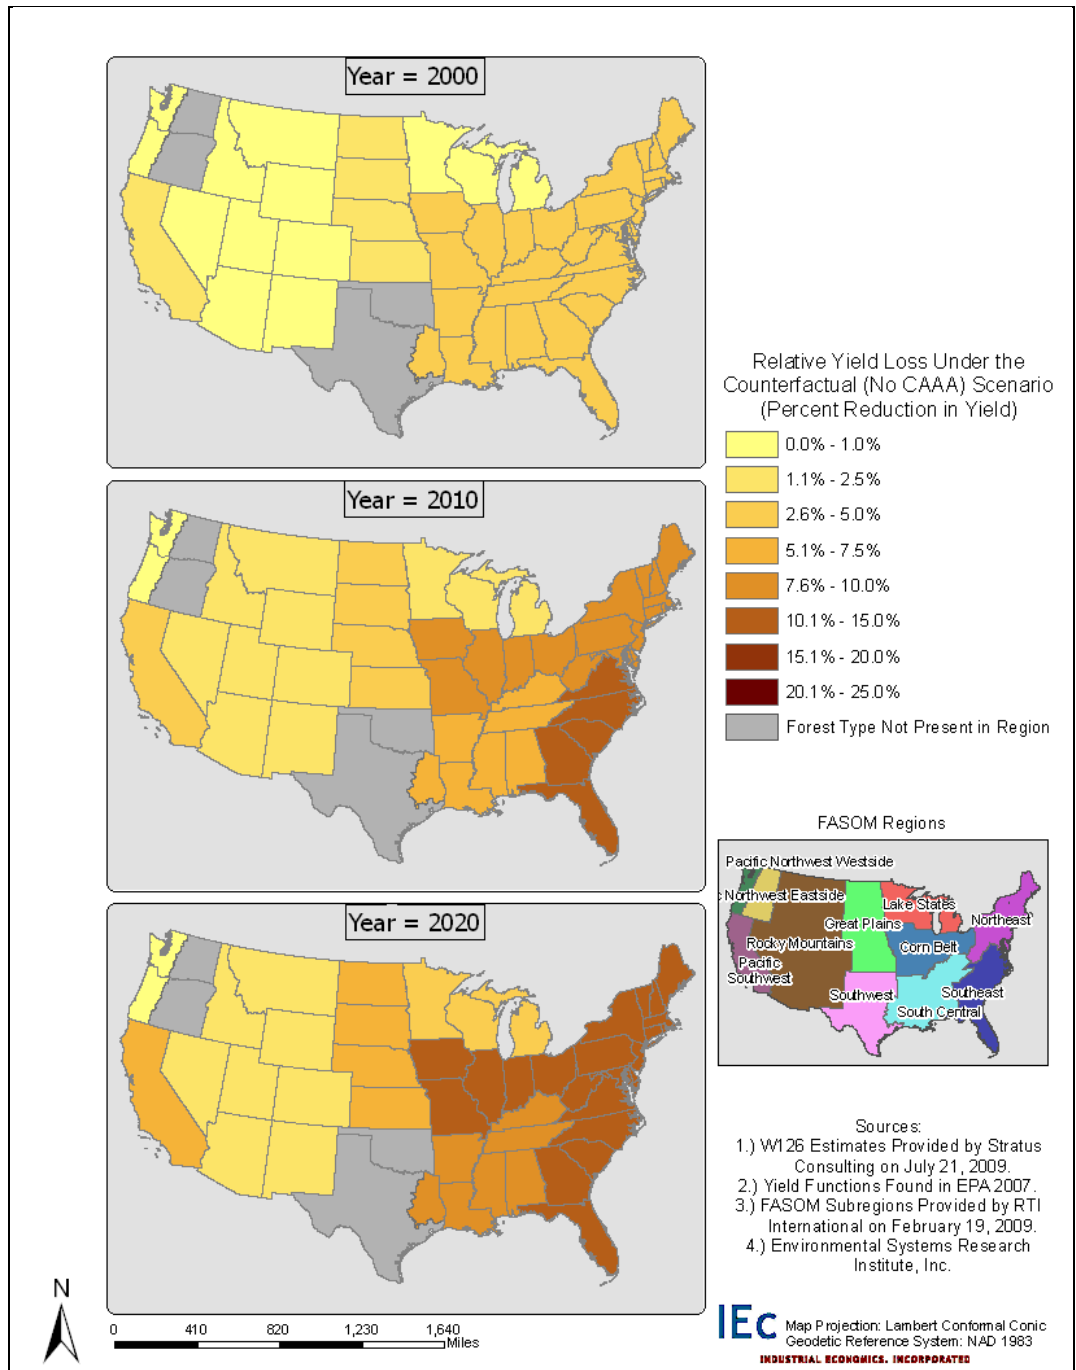 Year = 2000
Year = 2010
Year = 2020
Relative Yield Loss Under the
Counterfactual (No CAAA) Scenario
(Percent Reduction in Yield)
0.0% - 1.0%
1.1% - 2.5%
2.6% - 5.0%
5.1% - 7.5%
7.6% - 10.0%
10.1% - 15.0%
15.1% - 20.0%
20.1% - 25.0%
Forest Type Not Present in Region
FASOM Regions
Pacific Northwest Westside
c Northwest Eastside
Lake States
Northeast
Great Plains
Rocky Mountains
Corn Belt
Pacific
Southwest
Southwest
Southeast
South Central
Sources:
1.) W126 Estimates Provided by Stratus
Consulting on July 21, 2009.
2.) Yield Functions Found in EPA 2007.
3.) FASOM Subregions Provided by RTI
International on February 19, 2009.
4.) Environmental Systems Research
Institute, Inc.
N
0 410 820 1,230 1,640
Miles
IEc
Map Projection: Lambert Conformal Conic
Geodetic Reference System: NAD 1983
INDUSTRIAL ECONOMICS, INCORPORATED